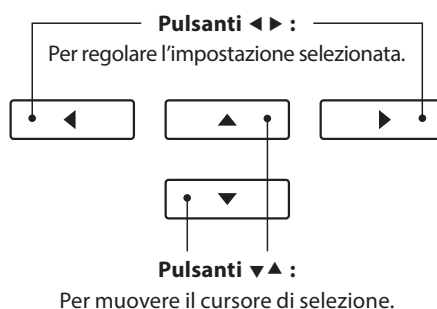 Pulsanti ◀ ▶ :
Per regolare l'impostazione selezionata.
Pulsanti ▼▲ :
Per muovere il cursore di selezione.